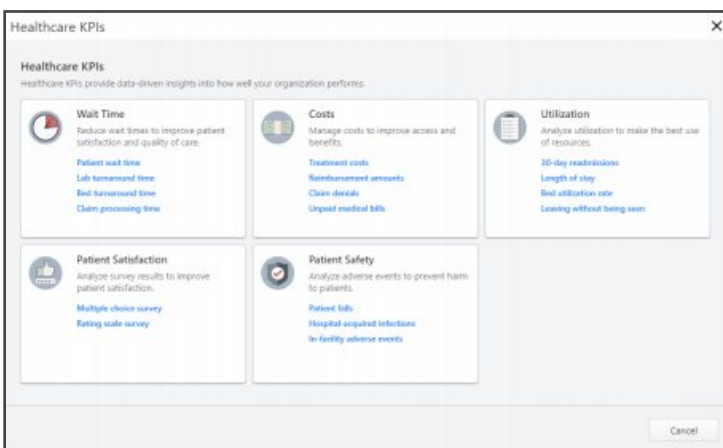 Healthcare KPIs
Healthcare KPIs
Healthcare KPIs provide data-driven insights into how well your organization performs.
Wait Time
Reduce wait times to improve patient
satisfaction and quality of care.
Patient wait time
Lab turnaround time
Bed turnaround time
Claim processing time
Costs
Manage costs to improve access and
benefits.
Treatment costs
Reimbursement amounts
Claim denials
Unpaid medical bills
Utilization
Analyze utilization to make the best use
of resources.
30-day readmissions
Length of stay
Bed utilization rate
Leaving without being seen
Patient Satisfaction
Analyze survey results to improve
patient satisfaction.
Multiple choice survey
Rating scale survey
Patient Safety
Analyze adverse events to prevent harm
to patients.
Patient falls
Hospital-acquired infections
In-facility adverse events
Cancel